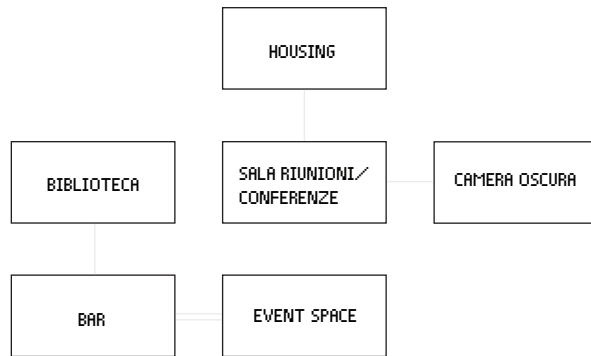 HOUSING
BIBLIOTECA
SALA RIUNIONI/
CONFERENZE
CAMERA OSCURA
BAR
EVENT SPACE